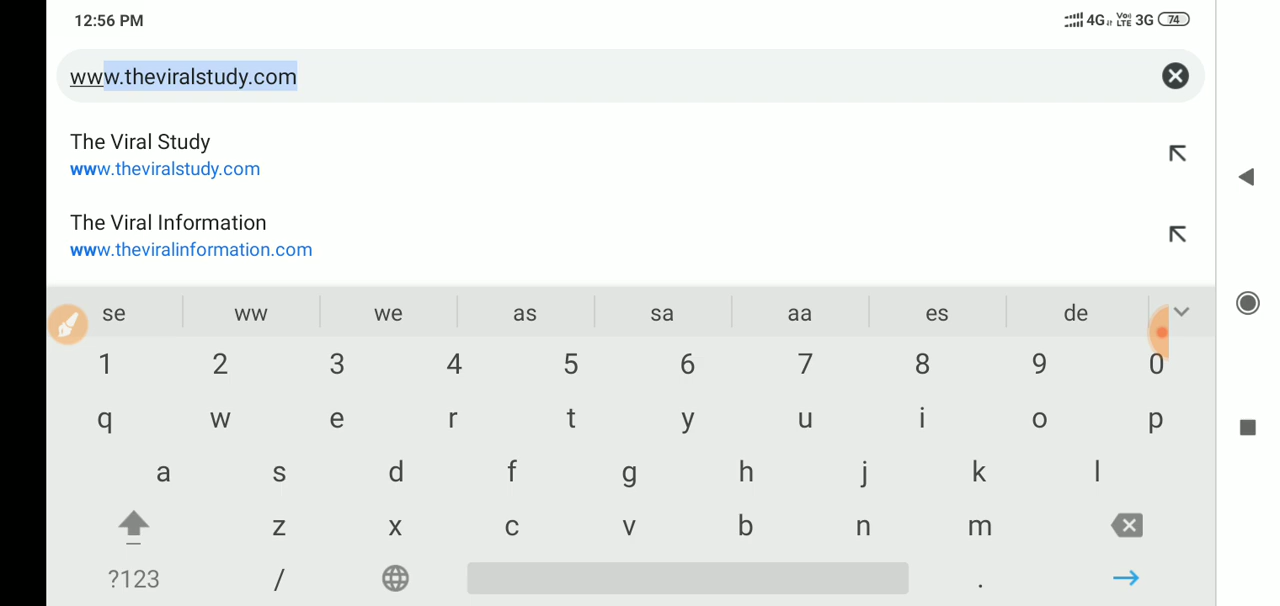 12:56 PM 4G Vo) LTE 3G 74
www.theviralstudy.com
The Viral Study
www.theviralstudy.com
The Viral Information
www.theviralinformation.com
se ww we as sa aa es de
1 2 3 4 5 6 7 8 9 0
q w e r t y u i o p
a s d f g h j k l
z x c v b n m
?123 / .